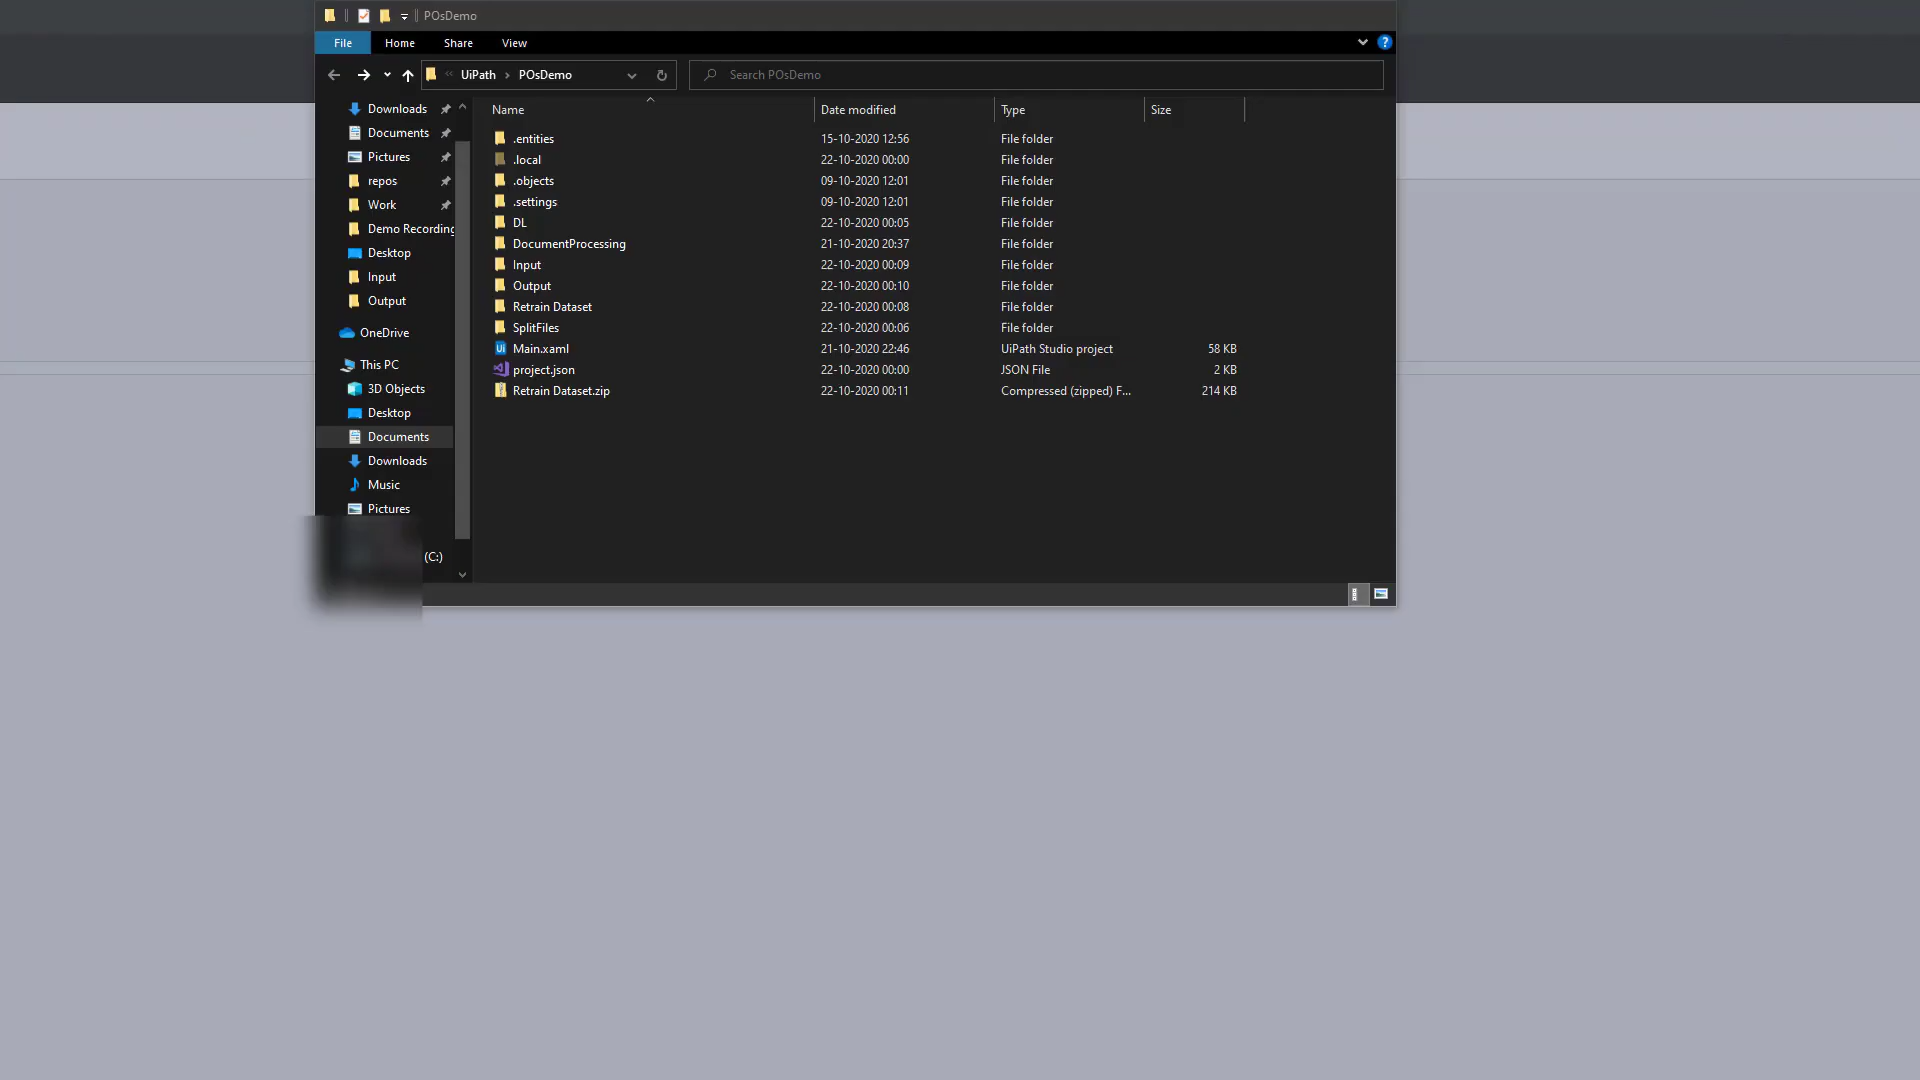 POsDemo
File Home Share View
UiPath POsDemo Search POsDemo
Name Date modified Type Size
Downloads
Documents
Pictures
repos
Work
Demo Recording
Desktop
Input
Output
OneDrive
This PC
3D Objects
Desktop
Documents
Downloads
Music
Pictures
(C:)
.entities 15-10-2020 12:56 File folder
.local 22-10-2020 00:00 File folder
.objects 09-10-2020 12:01 File folder
.settings 09-10-2020 12:01 File folder
DL 22-10-2020 00:05 File folder
DocumentProcessing 21-10-2020 20:37 File folder
Input 22-10-2020 00:09 File folder
Output 22-10-2020 00:10 File folder
Retrain Dataset 22-10-2020 00:08 File folder
SplitFiles 22-10-2020 00:06 File folder
Main.xaml 21-10-2020 22:46 UiPath Studio project 58 KB
project.json 22-10-2020 00:00 JSON File 2 KB
Retrain Dataset.zip 22-10-2020 00:11 Compressed (zipped) F... 214 KB